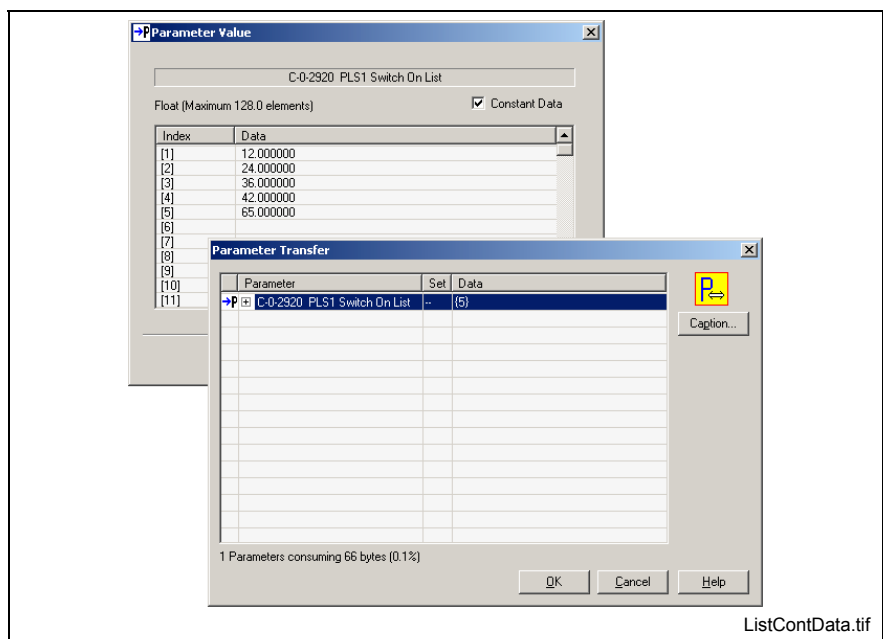 →P Parameter Value
C-0-2920 PLS1 Switch On List
Float (Maximum 128.0 elements)
Constant Data
Index Data
[1] 12.000000
[2] 24.000000
[3] 36.000000
[4] 42.000000
[5] 65.000000
[6]
[7]
[8]
[9]
[10]
[11]
Parameter Transfer
Parameter Set Data
→P C-0-2920 PLS1 Switch On List -- {5}
P
Caption...
1 Parameters consuming 66 bytes (0.1%)
OK Cancel Help
ListContData.tif